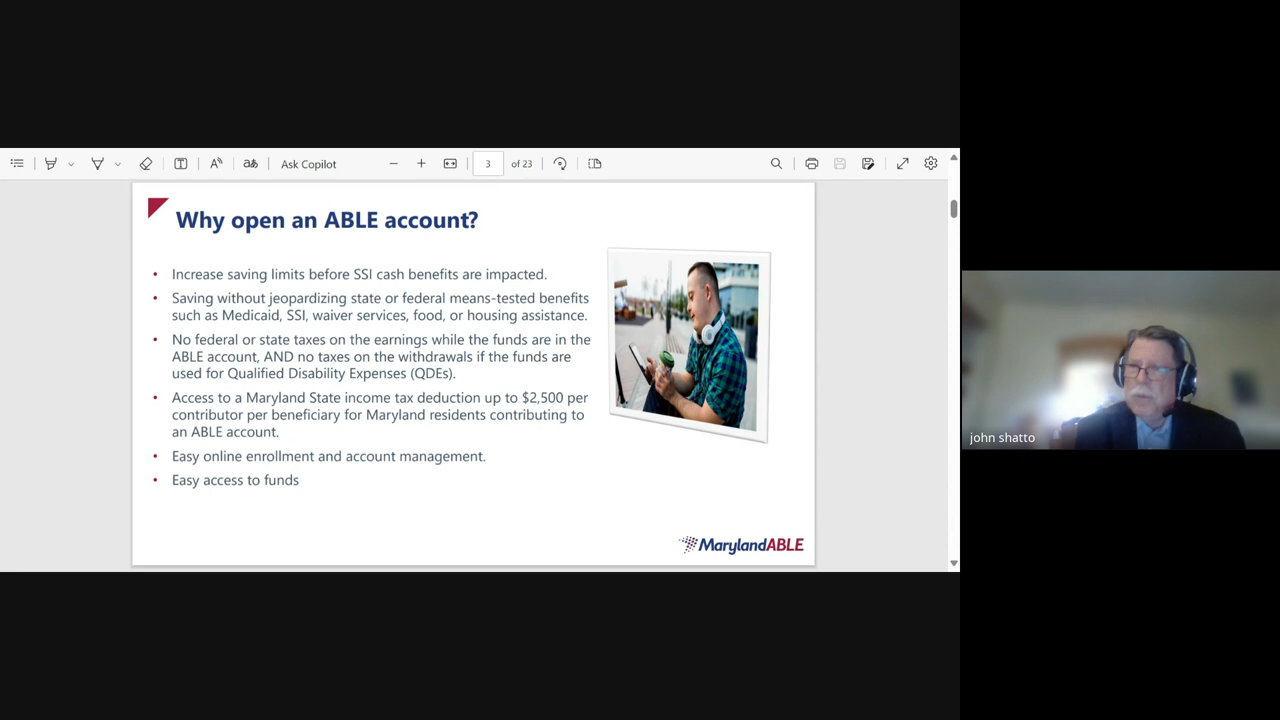 Ask Copilot
3 of 23
Why open an ABLE account?
• Increase saving limits before SSI cash benefits are impacted.
• Saving without jeopardizing state or federal means-tested benefits
such as Medicaid, SSI, waiver services, food, or housing assistance.
• No federal or state taxes on the earnings while the funds are in the
ABLE account, AND no taxes on the withdrawals if the funds are
used for Qualified Disability Expenses (QDEs).
• Access to a Maryland State income tax deduction up to $2,500 per
contributor per beneficiary for Maryland residents contributing to
an ABLE account.
• Easy online enrollment and account management.
• Easy access to funds
MarylandABLE
john shatto